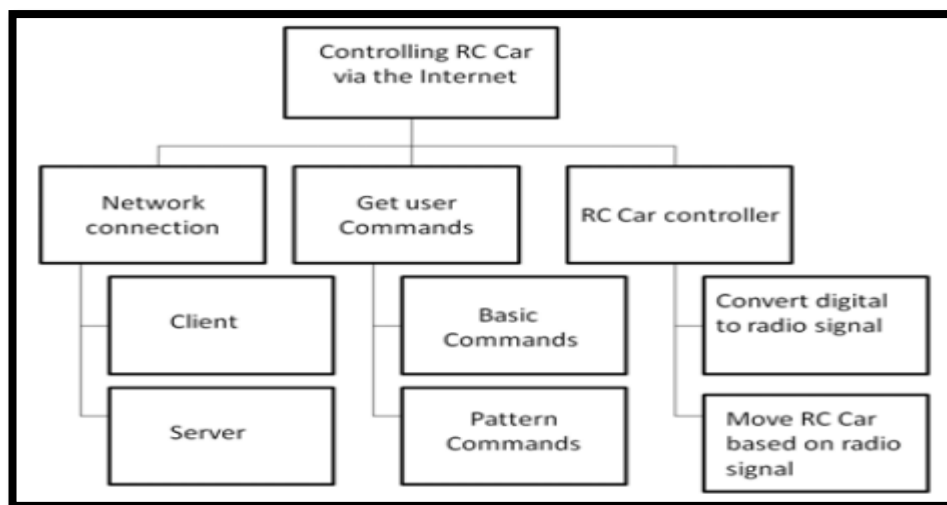 Controlling RC Car
via the Internet
Network
connection
Get user
Commands
RC Car controller
Client
Basic
Commands
Convert digital
to radio signal
Server
Pattern
Commands
Move RC Car
based on radio
signal